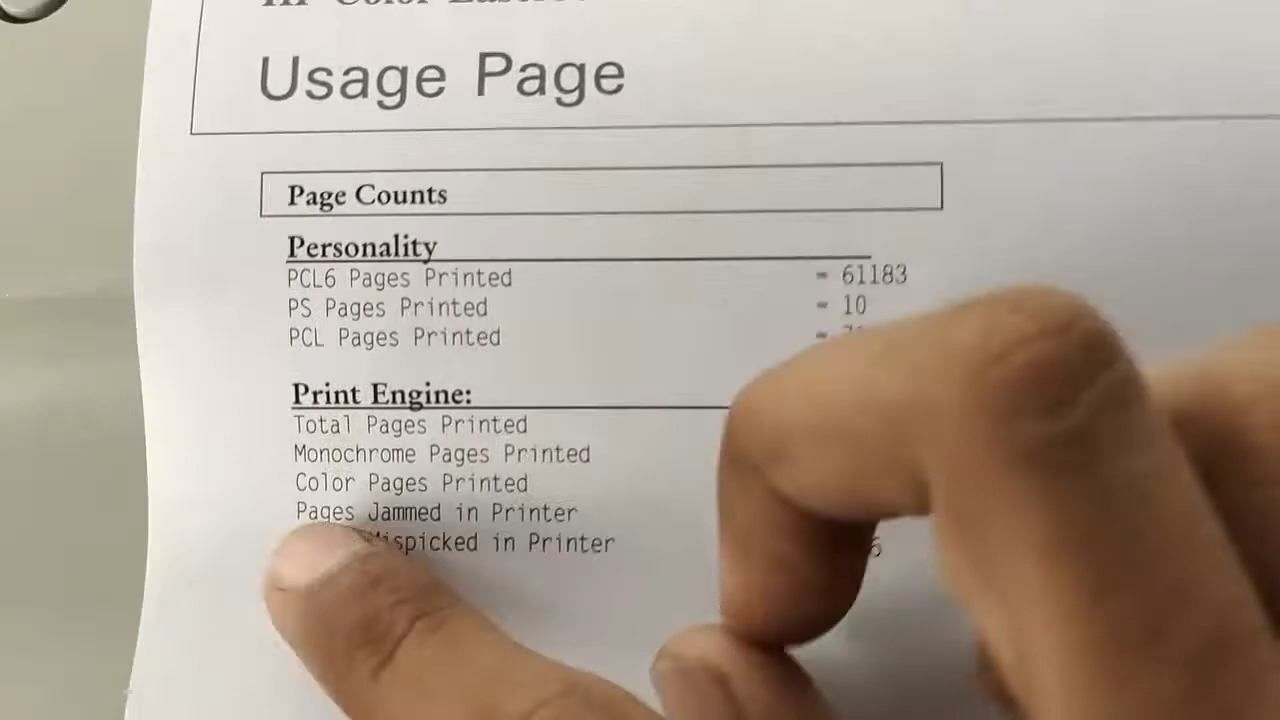 Usage Page
Page Counts
Personality
PCL6 Pages Printed = 61183
PS Pages Printed = 10
PCL Pages Printed =
Print Engine:
Total Pages Printed
Monochrome Pages Printed
Color Pages Printed
Pages Jammed in Printer
Mispicked in Printer